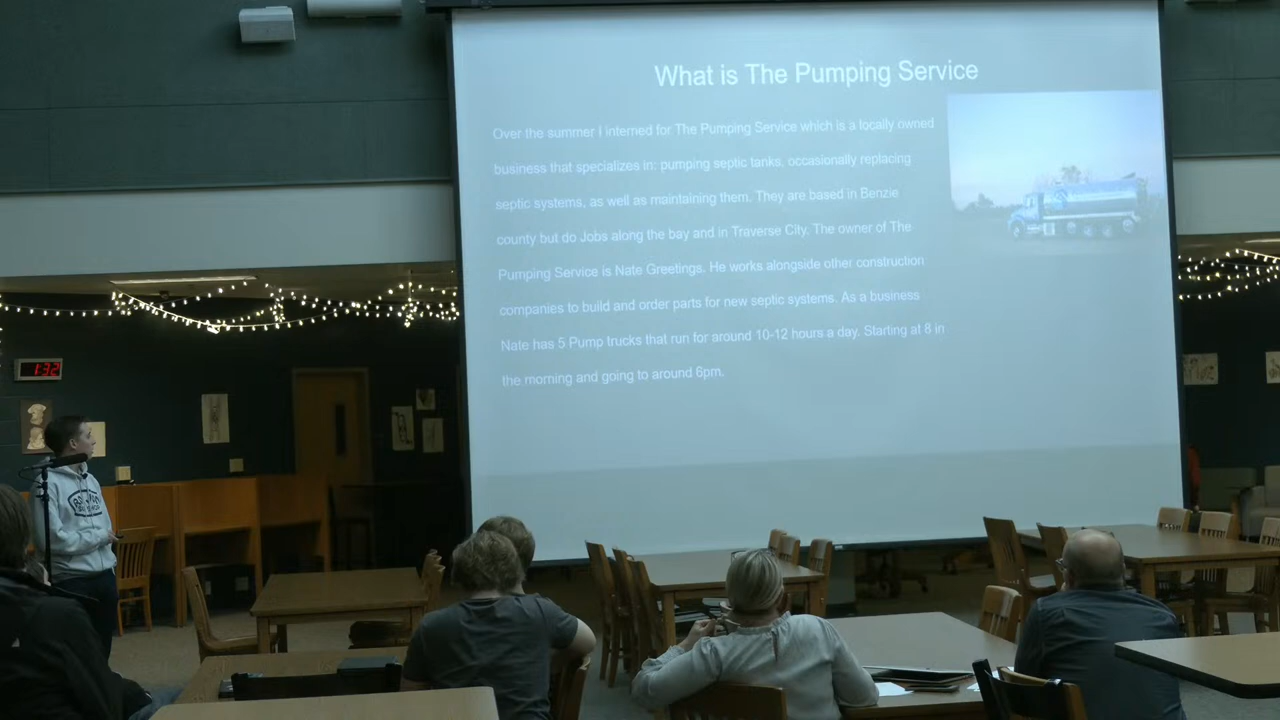 What is The Pumping Service
Over the summer I interned for The Pumping Service which is a locally owned
business that specializes in: pumping septic tanks, occasionally replacing
septic systems, as well as maintaining them. They are based in Benzie
county but do Jobs along the bay and in Traverse City. The owner of The
Pumping Service is Nate Greetings. He works alongside other construction
companies to build and order parts for new septic systems. As a business
Nate has 5 Pump trucks that run for around 10-12 hours a day. Starting at 8 in
the morning and going to around 6pm.
1:32